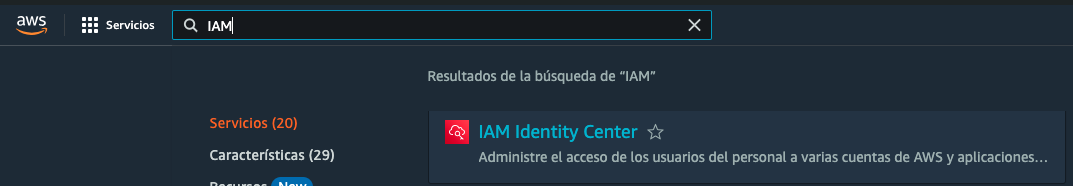 aws
Servicios
IAM
Resultados de la búsqueda de “IAM”
Servicios (20)
IAM Identity Center
Características (29)
Administre el acceso de los usuarios del personal a varias cuentas de AWS y aplicaciones...
Recursos New